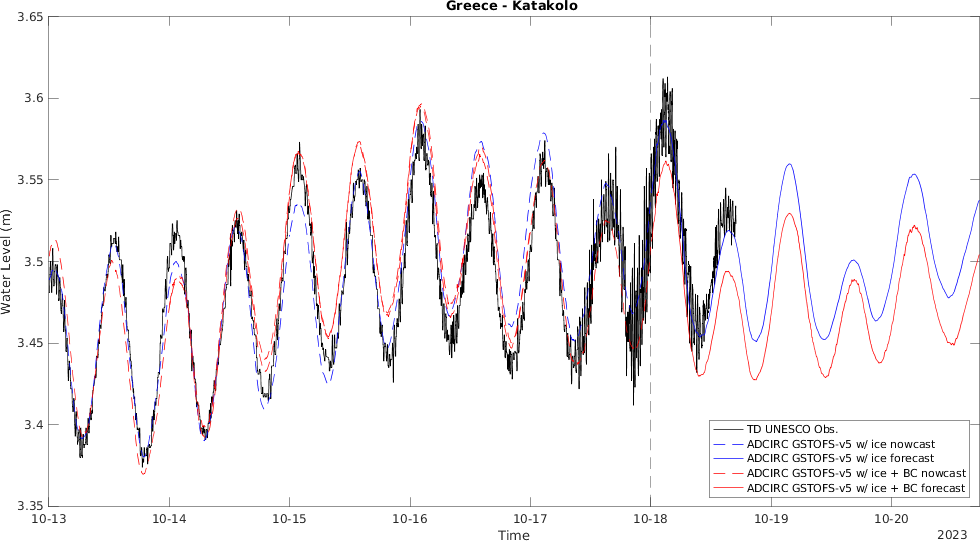 Greece - Katakolo
3.65
3.6
3.55
3.5
3.45
3.4
3.35
Water Level (m)
TD UNESCO Obs.
ADCIRC GSTOFS-v5 w/ ice nowcast
ADCIRC GSTOFS-v5 w/ ice forecast
ADCIRC GSTOFS-v5 w/ ice + BC nowcast
ADCIRC GSTOFS-v5 w/ ice + BC forecast
10-13 10-14 10-15 10-16 10-17 10-18 10-19 10-20
Time
2023